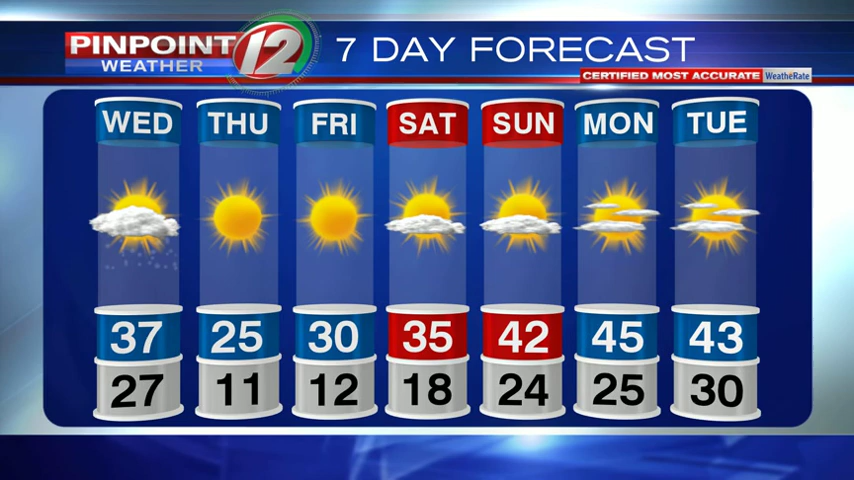 PINPOINT 12
WEATHER
7 DAY FORECAST
CERTIFIED MOST ACCURATE WeatheRate
WED THU FRI SAT SUN MON TUE
37 25 30 35 42 45 43
27 11 12 18 24 25 30